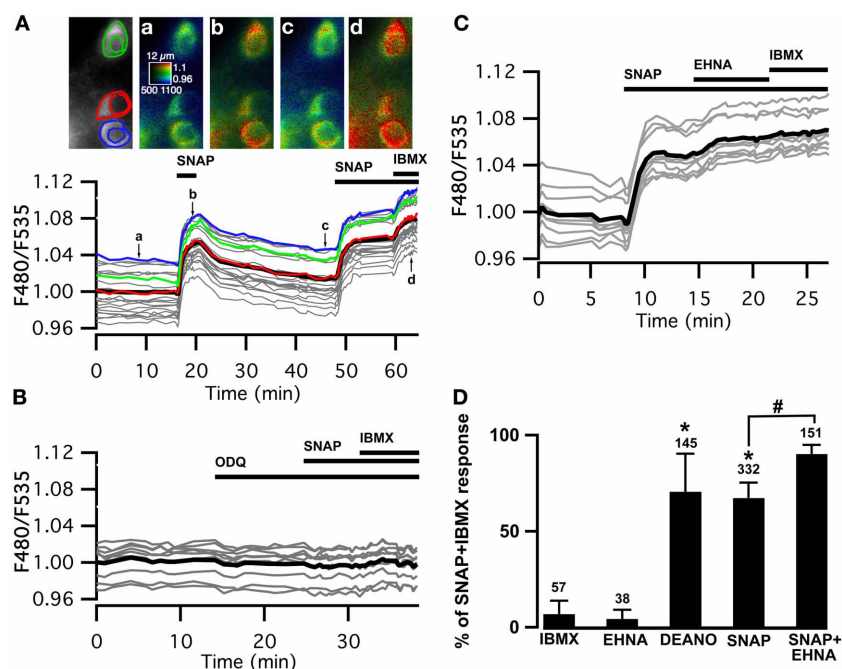 A
a
b
c
d
12 µm
1.1
0.96
500 1100
SNAP
SNAP
IBMX
F480/F535
1.12
1.08
1.04
1.00
0.96
a
b
c
d
0 10 20 30 40 50 60
Time (min)
B
ODQ
SNAP
IBMX
F480/F535
1.12
1.08
1.04
1.00
0.96
0 10 20 30
Time (min)
C
SNAP
EHNA
IBMX
F480/F535
1.12
1.08
1.04
1.00
0.96
0 5 10 15 20 25
Time (min)
D
% of SNAP+IBMX response
100
50
0
57
38
*
145
*
332
#
151
IBMX EHNA DEANO SNAP SNAP+
EHNA